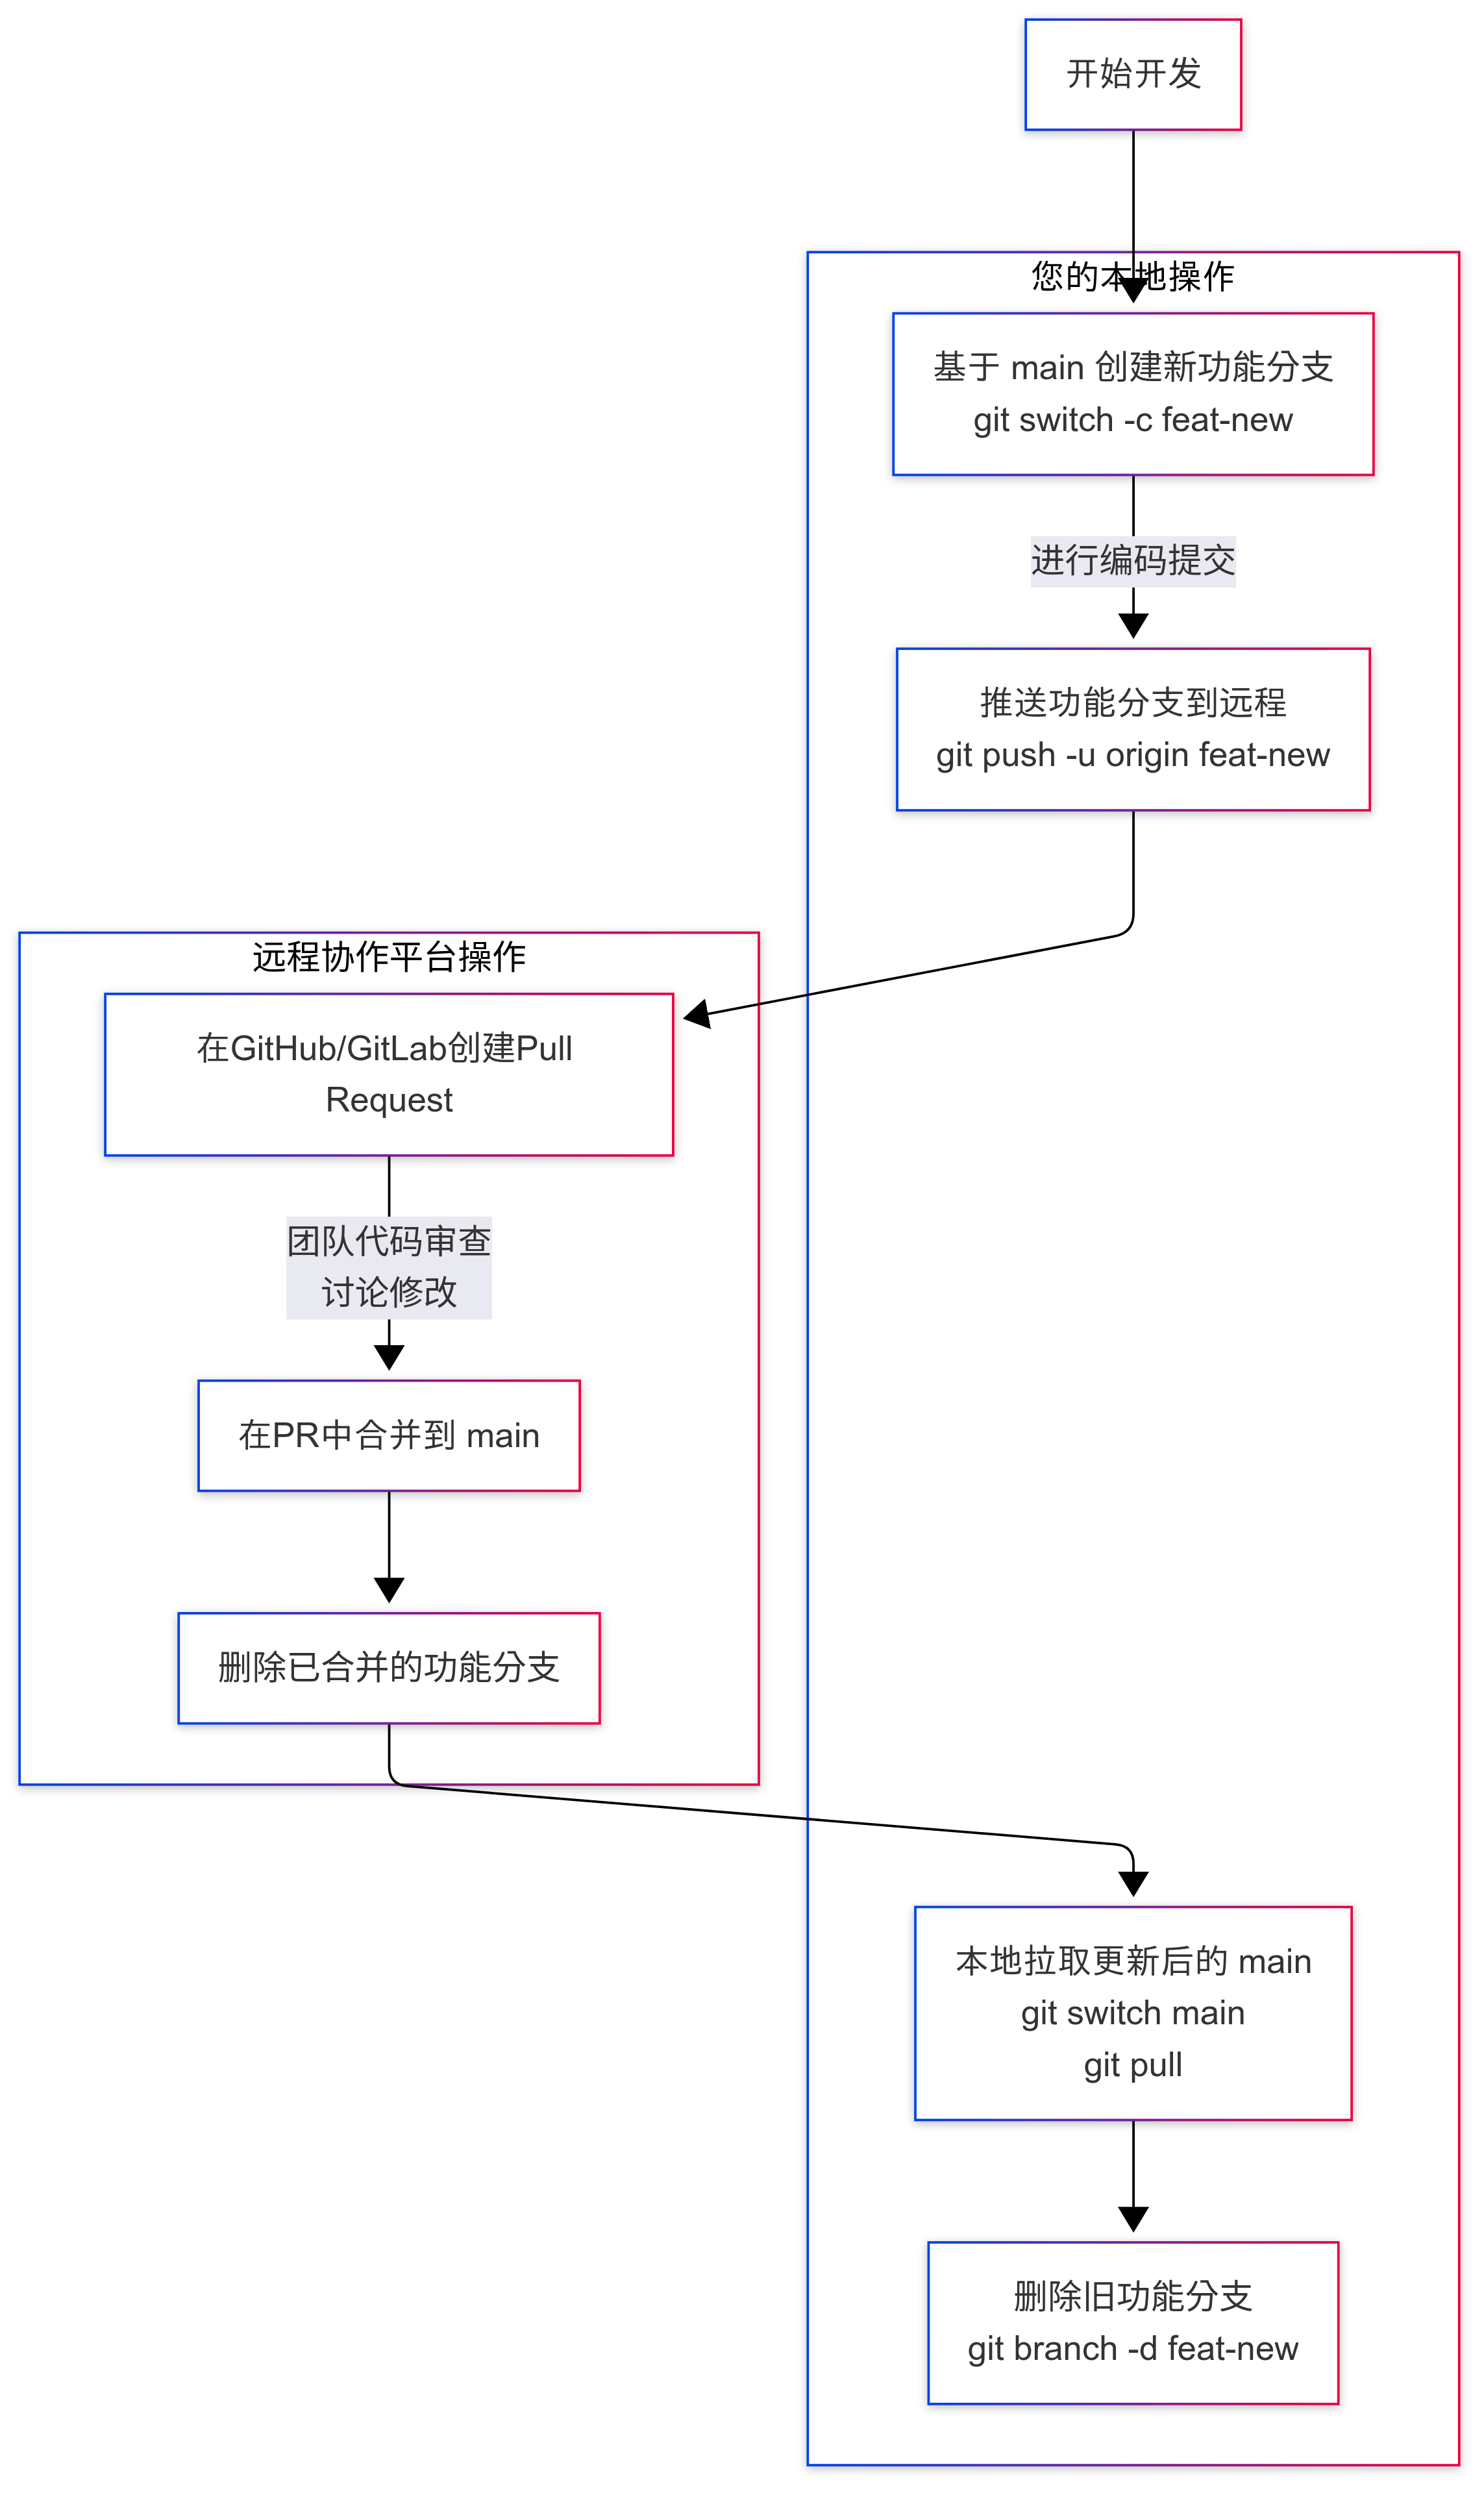 开始开发
您的本地操作
基于 main 创建新功能分支
git switch -c feat-new
进行编码提交
推送功能分支到远程
git push -u origin feat-new
远程协作平台操作
在GitHub/GitLab创建Pull
Request
团队代码审查
讨论修改
在PR中合并到 main
删除已合并的功能分支
本地拉取更新后的 main
git switch main
git pull
删除旧功能分支
git branch -d feat-new